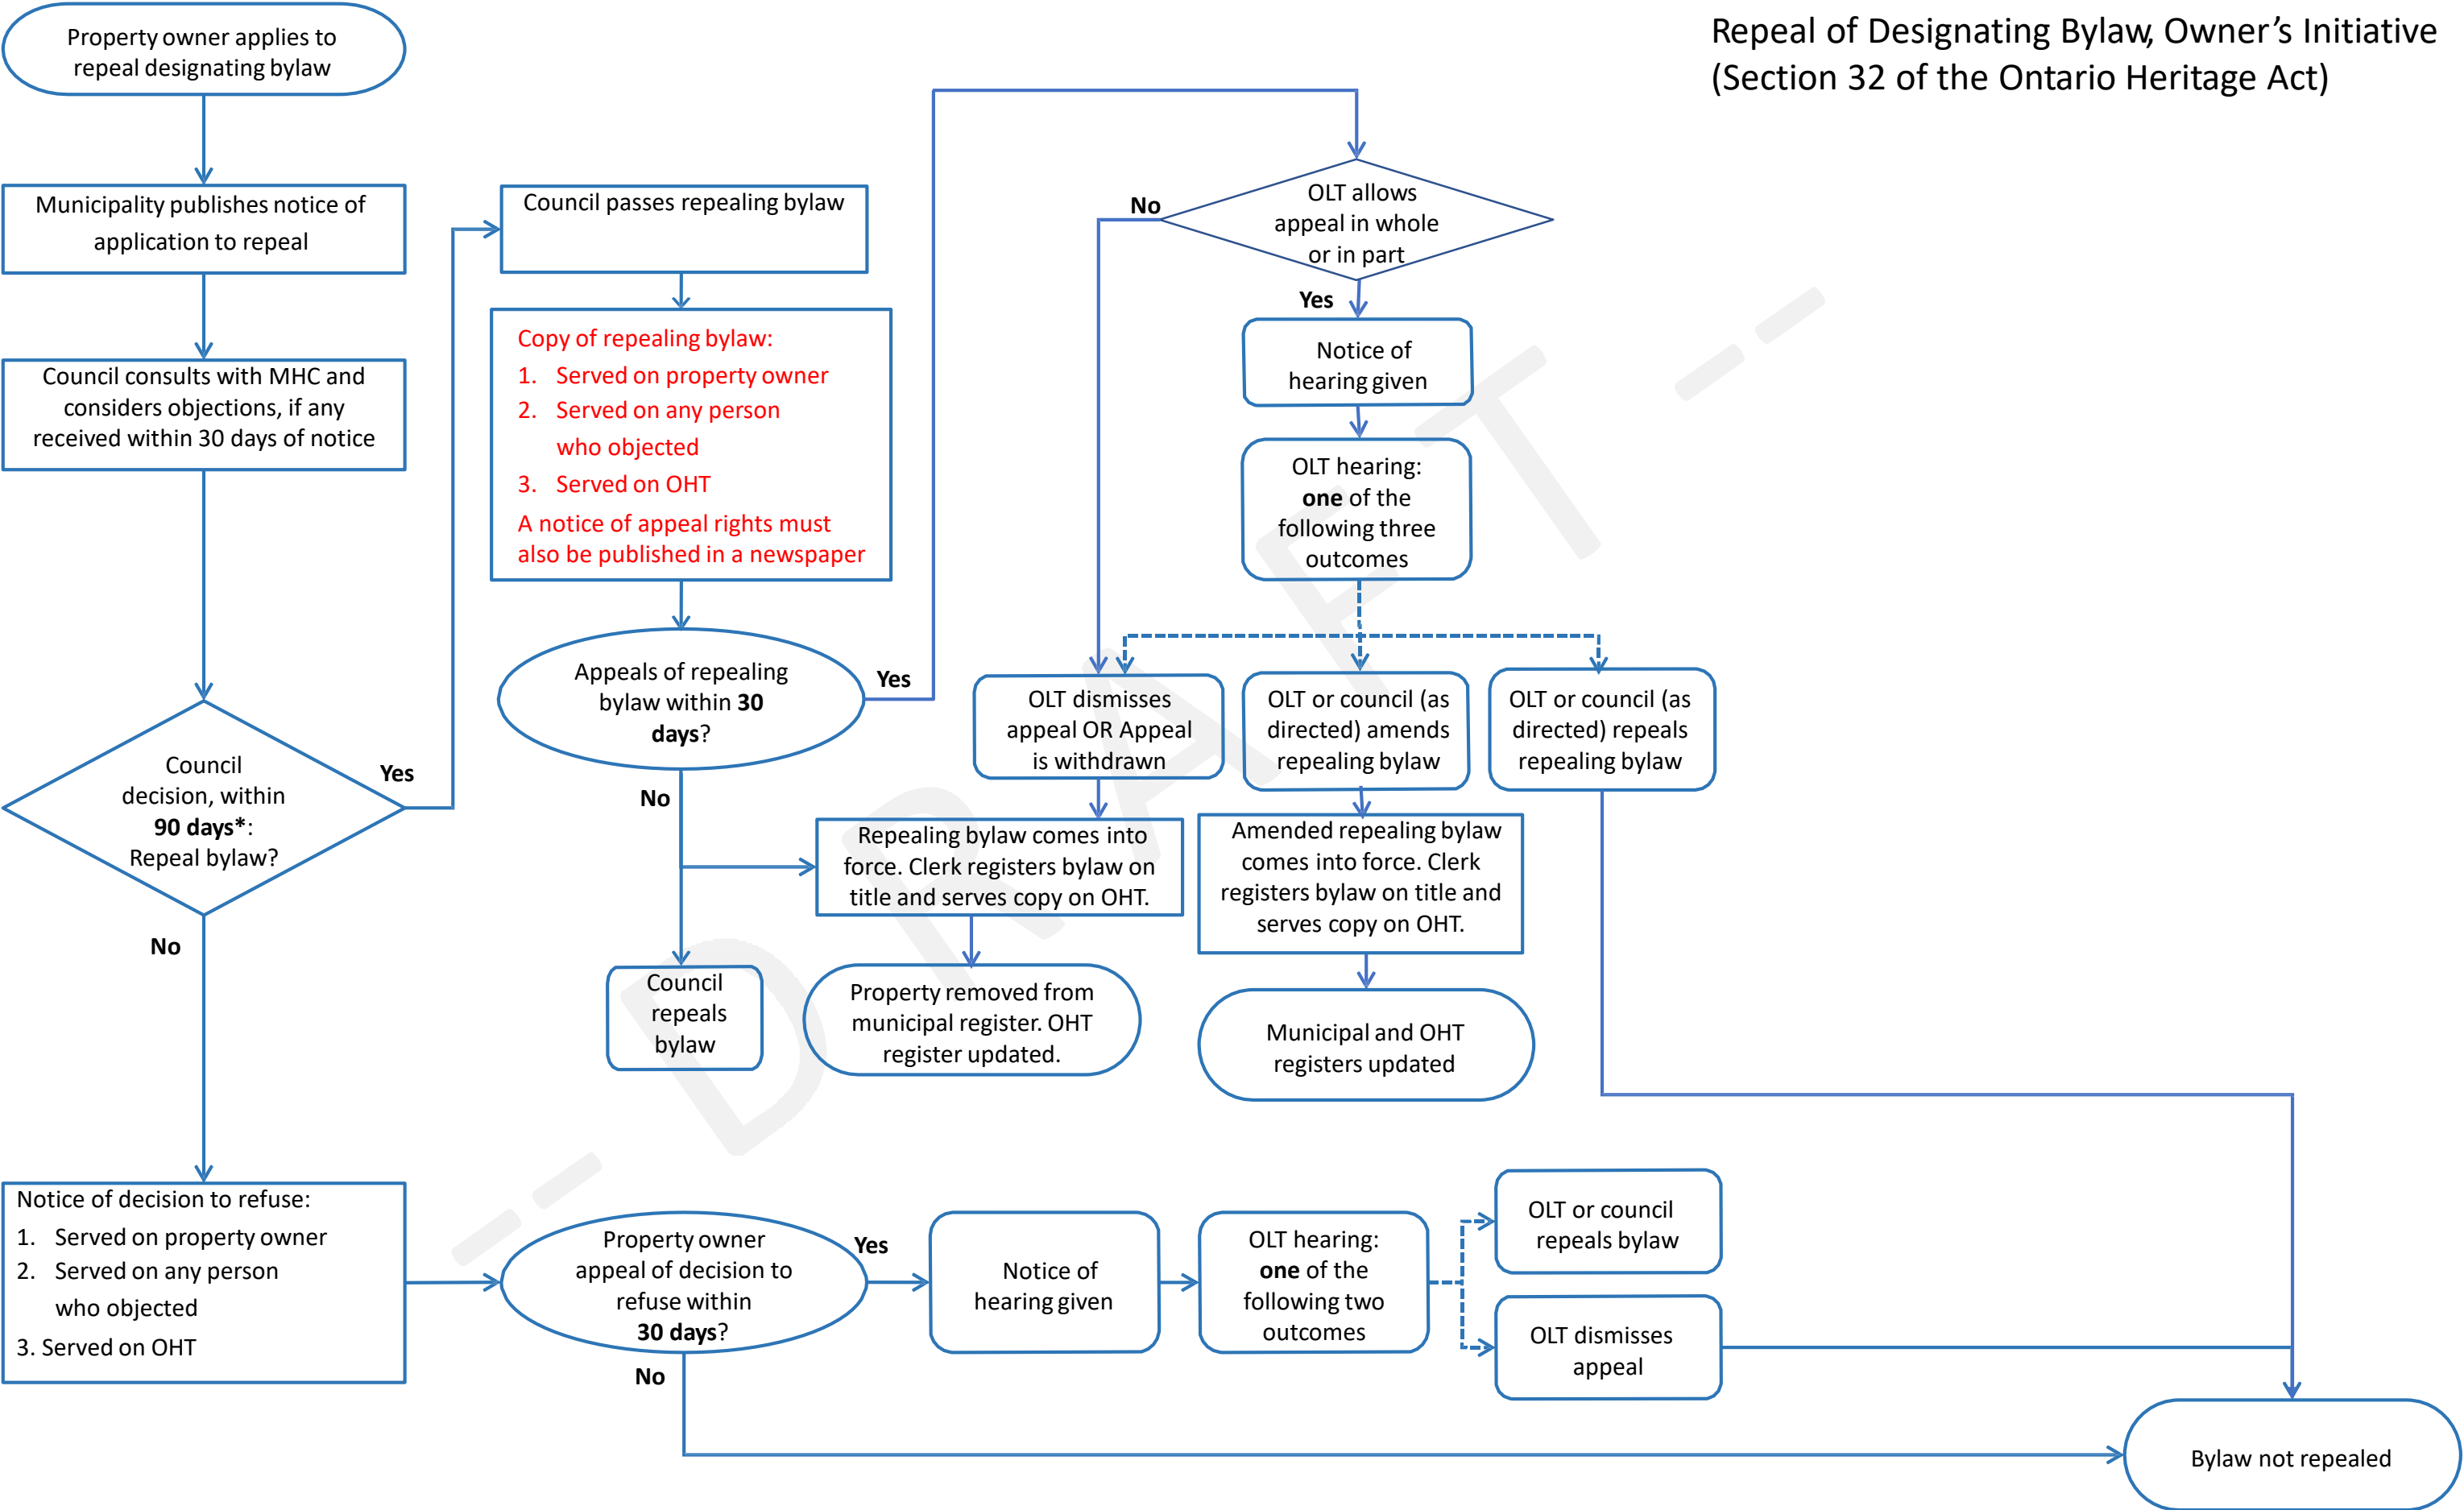 Repeal of Designating Bylaw, Owner's Initiative
(Section 32 of the Ontario Heritage Act)
Property owner applies to
repeal designating bylaw
Municipality publishes notice of
application to repeal
Council consults with MHC and
considers objections, if any
received within 30 days of notice
Council
decision, within
90 days*:
Repeal bylaw?
Yes
No
Council passes repealing bylaw
Copy of repealing bylaw:
1. Served on property owner
2. Served on any person
who objected
3. Served on OHT
A notice of appeal rights must
also be published in a newspaper
Appeals of repealing
bylaw within 30
days?
Yes
No
Council
repeals
bylaw
OLT allows
appeal in whole
or in part
No
Yes
Notice of
hearing given
OLT hearing:
one of the
following three
outcomes
OLT dismisses
appeal OR Appeal
is withdrawn
OLT or council (as
directed) amends
repealing bylaw
OLT or council (as
directed) repeals
repealing bylaw
Repealing bylaw comes into
force. Clerk registers bylaw on
title and serves copy on OHT.
Amended repealing bylaw
comes into force. Clerk
registers bylaw on title and
serves copy on OHT.
Property removed from
municipal register. OHT
register updated.
Municipal and OHT
registers updated
Notice of decision to refuse:
1. Served on property owner
2. Served on any person
who objected
3. Served on OHT
Property owner
appeal of decision to
refuse within
30 days?
Yes
No
Notice of
hearing given
OLT hearing:
one of the
following two
outcomes
OLT or council
repeals bylaw
OLT dismisses
appeal
Bylaw not repealed
-- DRAFT --